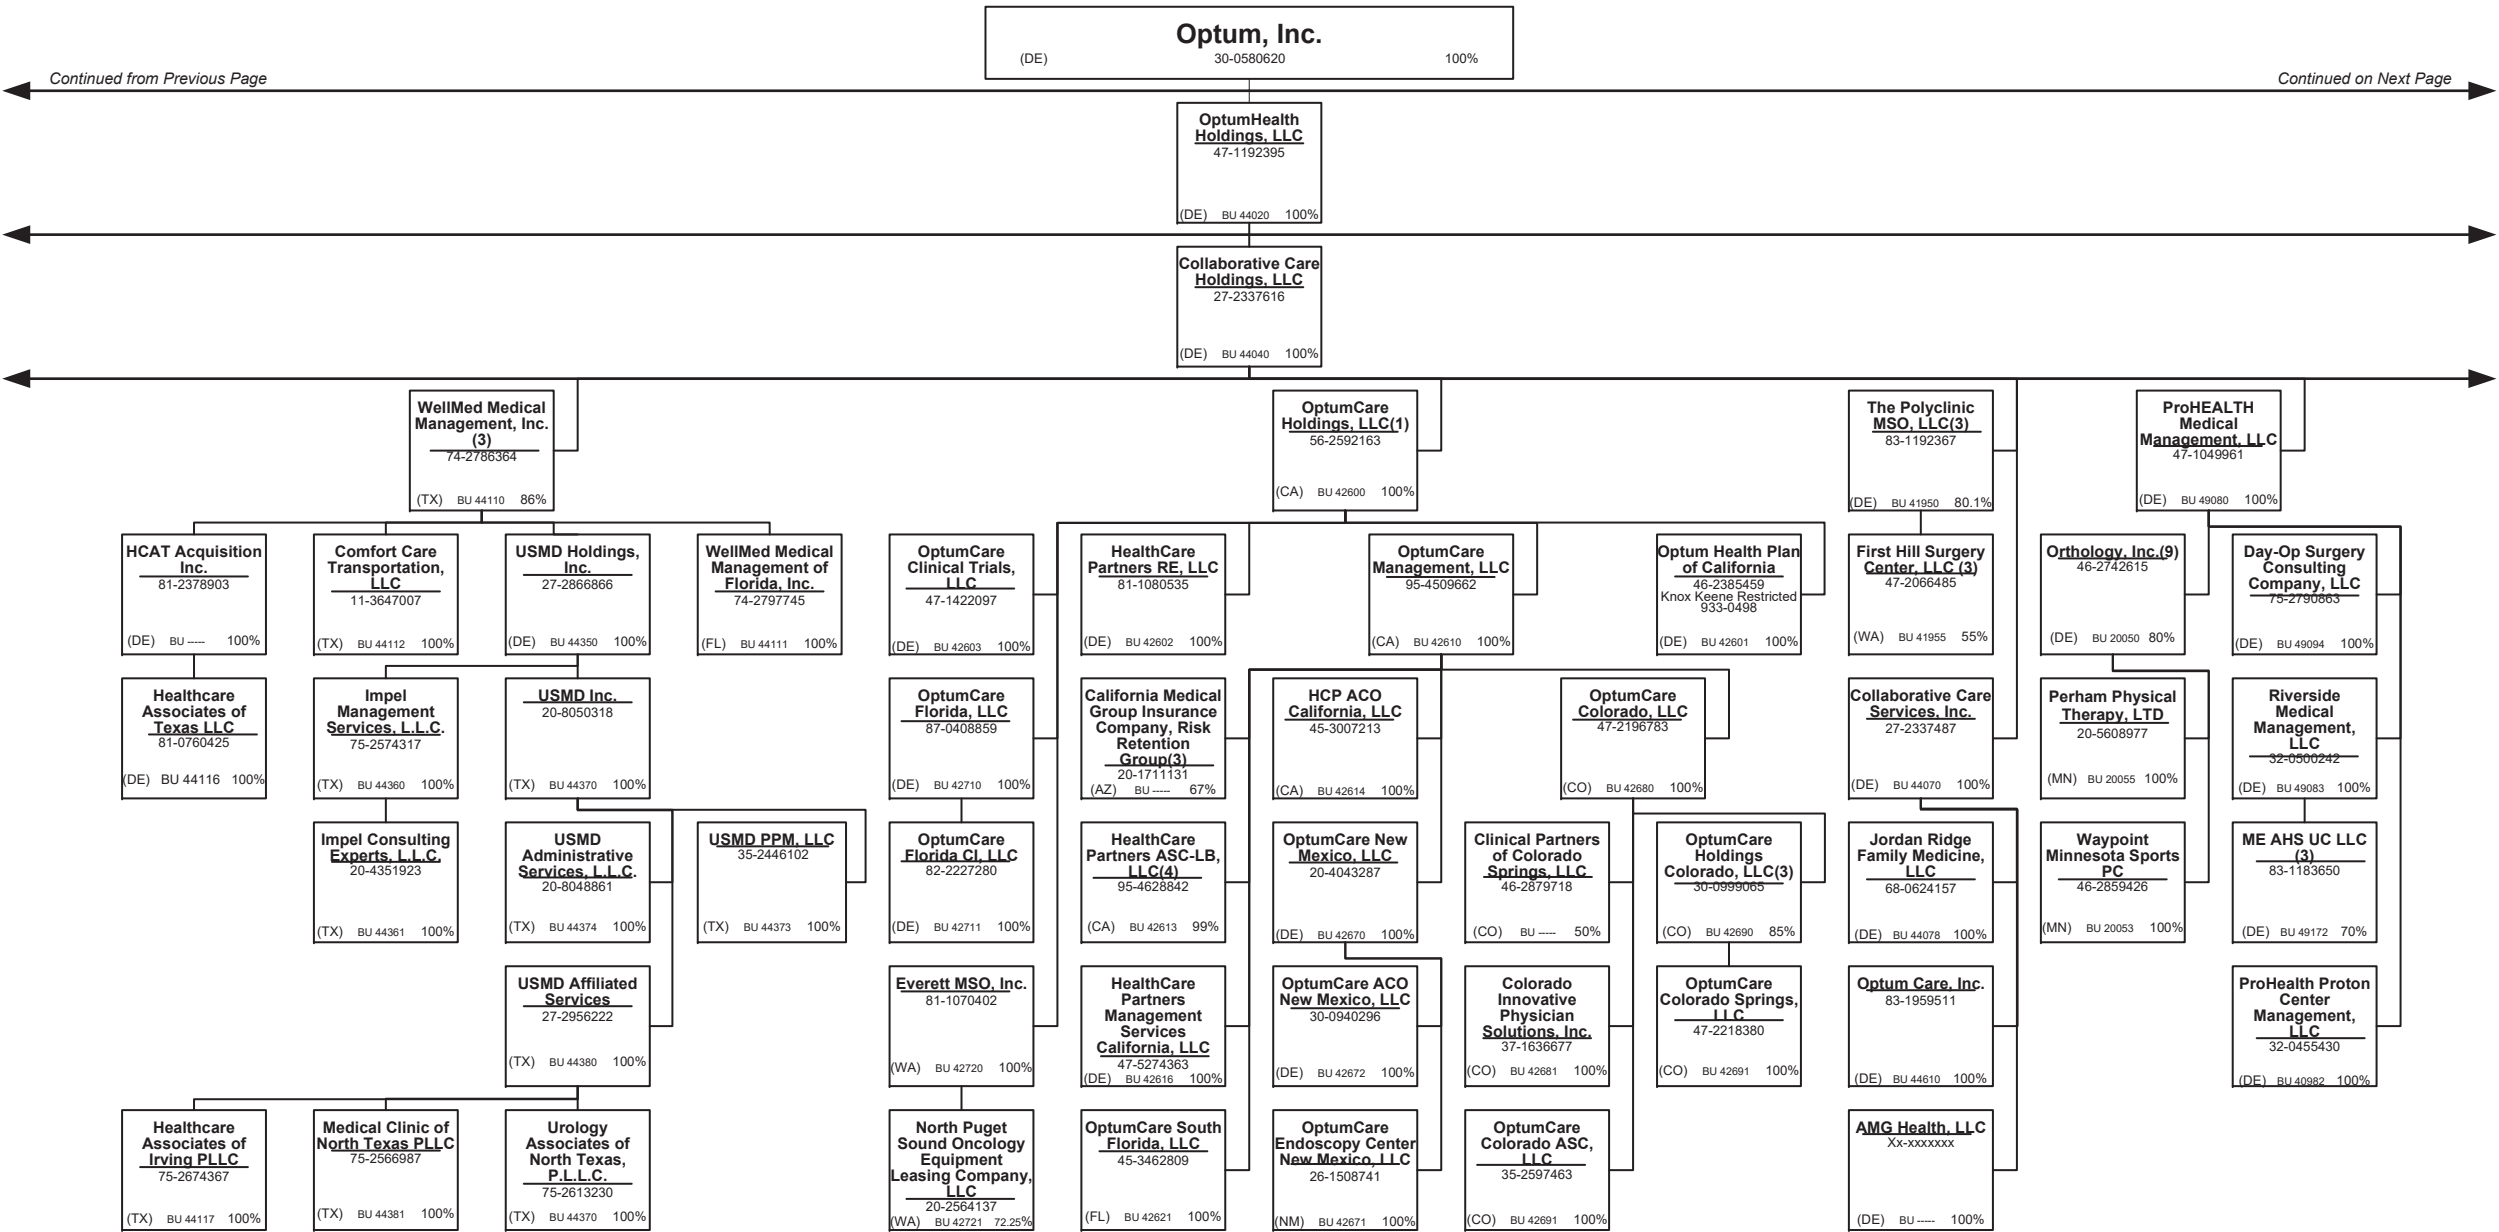 Optum, Inc.
(DE) 30-0580620 100%
Continued from Previous Page
Continued on Next Page
OptumHealth
Holdings, LLC
47-1192395
(DE) BU 44020 100%
Collaborative Care
Holdings, LLC
27-2337616
(DE) BU 44040 100%
WellMed Medical
Management, Inc.
(3)
74-2786364
(TX) BU 44110 86%
OptumCare
Holdings, LLC(1)
56-2592163
(CA) BU 42600 100%
The Polyclinic
MSO, LLC(3)
83-1192367
(DE) BU 41950 80.1%
ProHEALTH
Medical
Management, LLC
47-1049961
(DE) BU 49080 100%
HCAT Acquisition
Inc.
81-2378903
(DE) BU ----- 100%
Comfort Care
Transportation,
LLC
11-3647007
(TX) BU 44112 100%
USMD Holdings,
Inc.
27-2866866
(DE) BU 44350 100%
WellMed Medical
Management of
Florida, Inc.
74-2797745
(FL) BU 44111 100%
OptumCare
Clinical Trials,
LLC
47-1422097
(DE) BU 42603 100%
HealthCare
Partners RE, LLC
81-1080535
(DE) BU 42602 100%
OptumCare
Management, LLC
95-4509662
(CA) BU 42610 100%
Optum Health Plan
of California
46-2385459
Knox Keene Restricted
933-0498
(DE) BU 42601 100%
First Hill Surgery
Center, LLC (3)
47-2066485
(WA) BU 41955 55%
Orthology, Inc.(9)
46-2742615
(DE) BU 20050 80%
Day-Op Surgery
Consulting
Company, LLC
75-2790863
(DE) BU 49094 100%
Healthcare
Associates of
Texas LLC
81-0760425
(DE) BU 44116 100%
Impel
Management
Services, L.L.C.
75-2574317
(TX) BU 44360 100%
USMD Inc.
20-8050318
(TX) BU 44370 100%
OptumCare
Florida, LLC
87-0408859
(DE) BU 42710 100%
California Medical
Group Insurance
Company, Risk
Retention
Group(3)
20-1711131
(AZ) BU ----- 67%
HCP ACO
California, LLC
45-3007213
(CA) BU 42614 100%
OptumCare
Colorado, LLC
47-2196783
(CO) BU 42680 100%
Collaborative Care
Services, Inc.
27-2337487
(DE) BU 44070 100%
Perham Physical
Therapy, LTD
20-5608977
(MN) BU 20055 100%
Riverside
Medical
Management,
LLC
32-0500242
(DE) BU 49083 100%
Impel Consulting
Experts, L.L.C.
20-4351923
(TX) BU 44361 100%
USMD
Administrative
Services, L.L.C.
20-8048861
(TX) BU 44374 100%
USMD PPM, LLC
35-2446102
(TX) BU 44373 100%
OptumCare
Florida CI, LLC
82-2227280
(DE) BU 42711 100%
HealthCare
Partners ASC-LB,
LLC(4)
95-4628842
(CA) BU 42613 99%
OptumCare New
Mexico, LLC
20-4043287
(DE) BU 42670 100%
Clinical Partners
of Colorado
Springs, LLC
46-2879718
(CO) BU ----- 50%
OptumCare
Holdings
Colorado, LLC(3)
30-0999065
(CO) BU 42690 85%
Jordan Ridge
Family Medicine,
LLC
68-0624157
(DE) BU 44078 100%
Waypoint
Minnesota Sports
PC
46-2859426
(MN) BU 20053 100%
ME AHS UC LLC
(3)
83-1183650
(DE) BU 49172 70%
USMD Affiliated
Services
27-2956222
(TX) BU 44380 100%
Everett MSO, Inc.
81-1070402
(WA) BU 42720 100%
HealthCare
Partners
Management
Services
California, LLC
47-5274363
(DE) BU 42616 100%
OptumCare ACO
New Mexico, LLC
30-0940296
(DE) BU 42672 100%
Colorado
Innovative
Physician
Solutions, Inc.
37-1636677
(CO) BU 42681 100%
OptumCare
Colorado Springs,
LLC
47-2218380
(CO) BU 42691 100%
Optum Care, Inc.
83-1959511
(DE) BU 44610 100%
ProHealth Proton
Center
Management,
LLC
32-0455430
(DE) BU 40982 100%
Healthcare
Associates of
Irving PLLC
75-2674367
(TX) BU 44117 100%
Medical Clinic of
North Texas PLLC
75-2566987
(TX) BU 44381 100%
Urology
Associates of
North Texas,
P.L.L.C.
75-2613230
(TX) BU 44370 100%
North Puget
Sound Oncology
Equipment
Leasing Company,
LLC
20-2564137
(WA) BU 42721 72.25%
OptumCare South
Florida, LLC
45-3462809
(FL) BU 42621 100%
OptumCare
Endoscopy Center
New Mexico, LLC
26-1508741
(NM) BU 42671 100%
OptumCare
Colorado ASC,
LLC
35-2597463
(CO) BU 42691 100%
AMG Health, LLC
Xx-xxxxxxx
(DE) BU ----- 100%